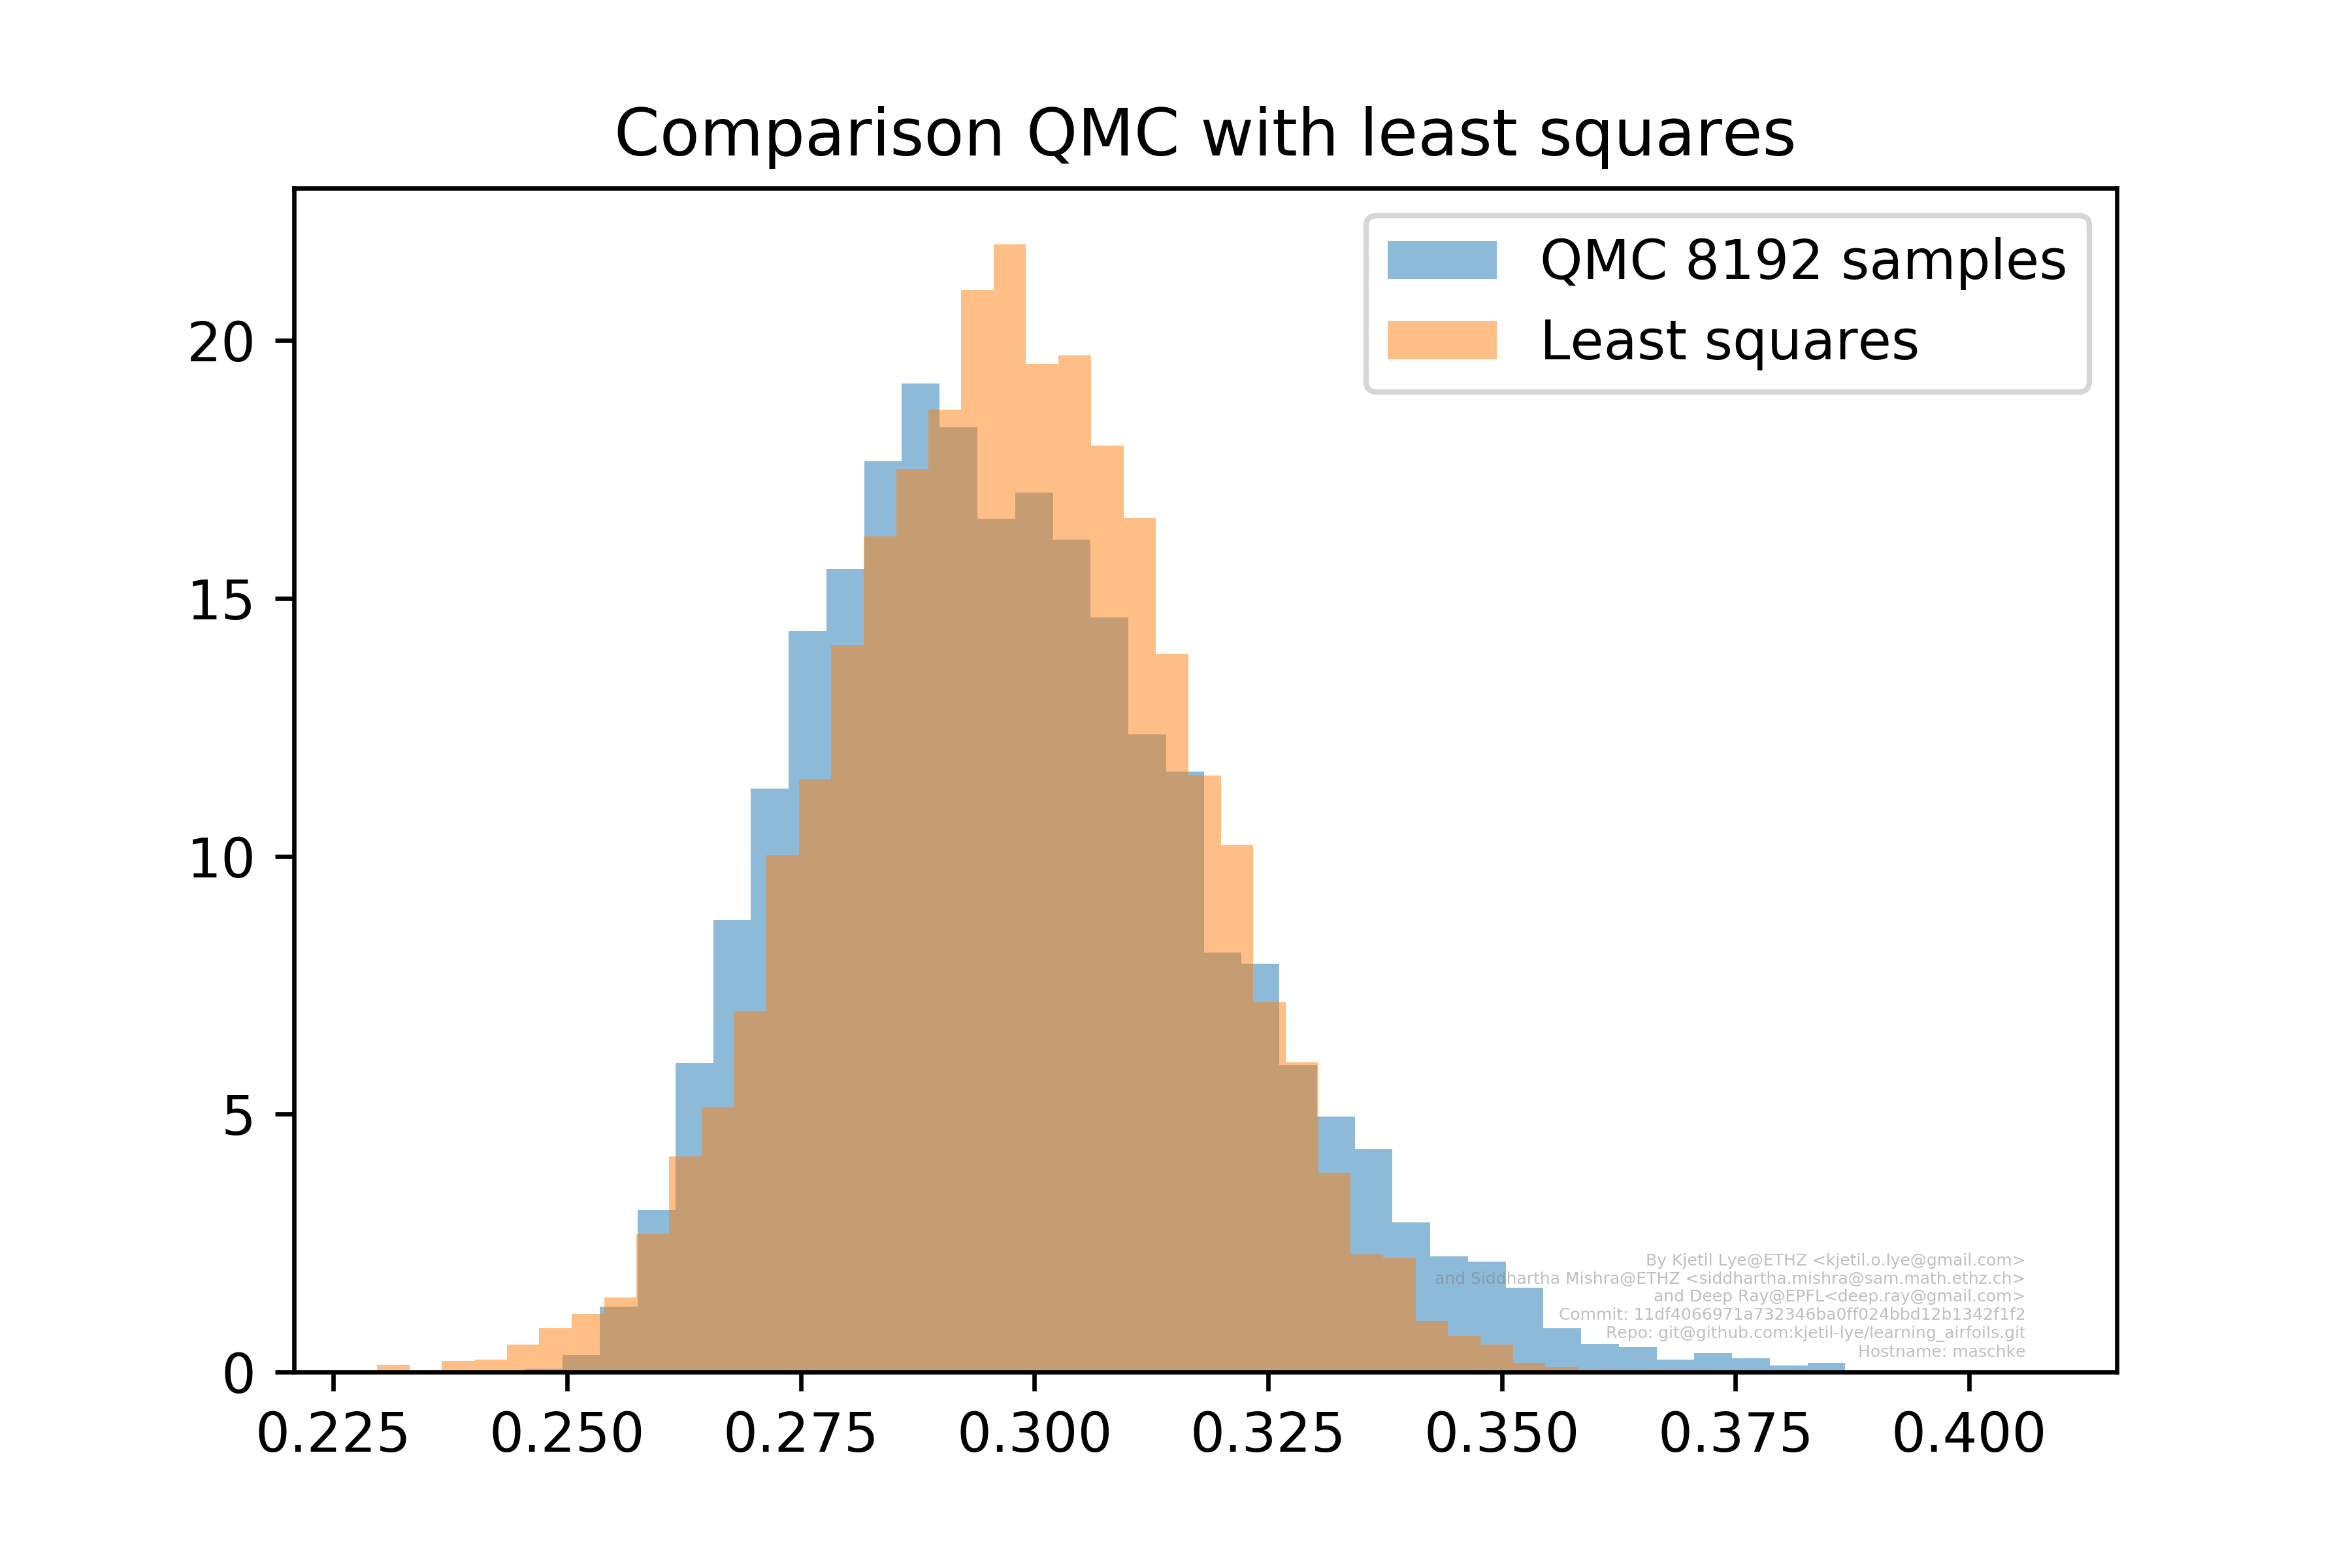 Comparison QMC with least squares
QMC 8192 samples
Least squares
20
15
10
5
0
By Kjetil Lye@ETHZ <kjetil.o.lye@gmail.com>
and Siddhartha Mishra@ETHZ <siddhartha.mishra@sam.math.ethz.ch>
and Deep Ray@EPFL<deep.ray@gmail.com>
Commit: 11df4066971a732346ba0ff024bbd12b1342f1f2
Repo: git@github.com:kjetil-lye/learning_airfoils.git
Hostname: maschke
0.225 0.250 0.275 0.300 0.325 0.350 0.375 0.400